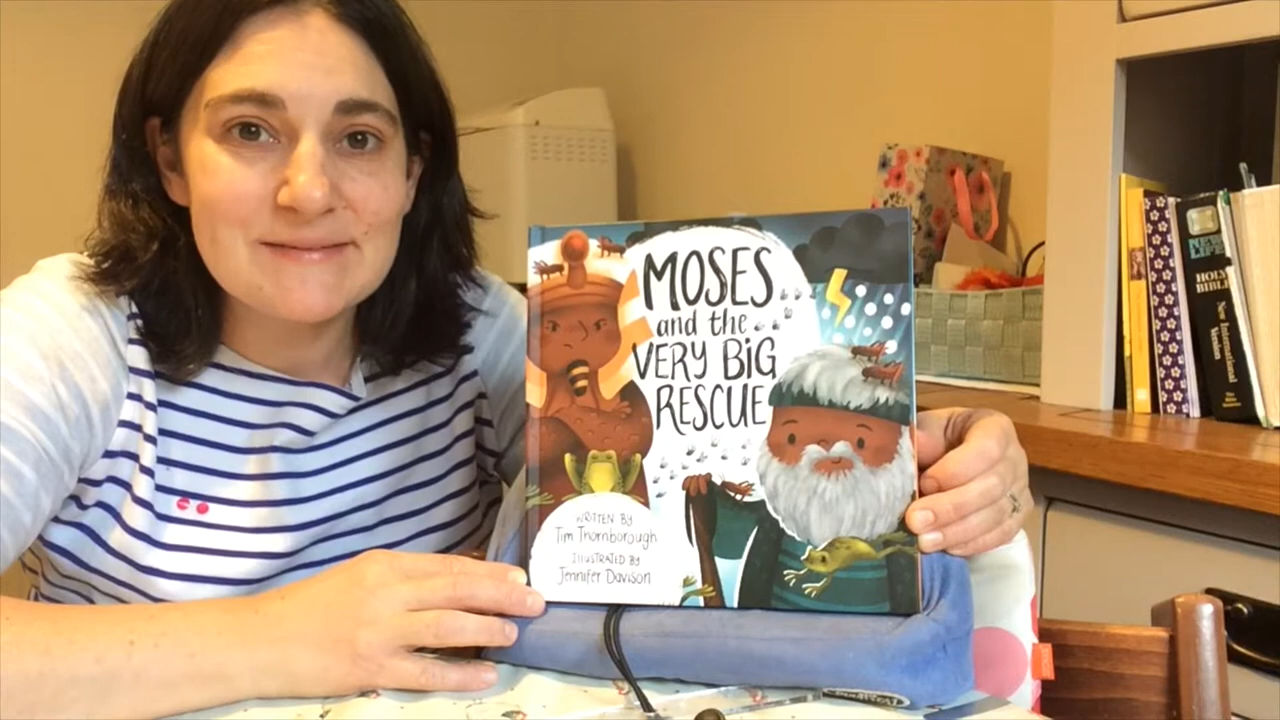 MOSES
and the
VERY BiG
RESCUE
WRITTEN BY
Tim Thornborough
ILLUSTRATED BY
Jennifer Davison
HOLY
BIBLE
New International
Version